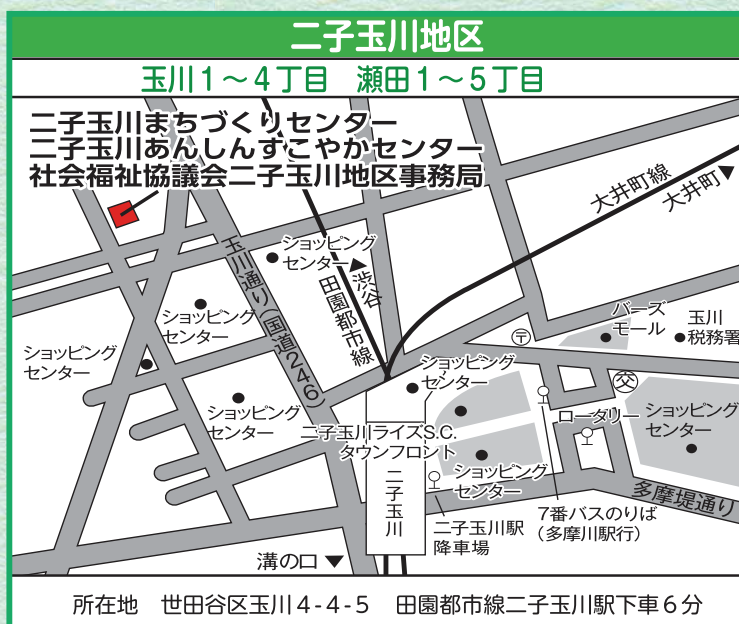 二子玉川地区
玉川1～4丁目　瀬田1～5丁目
二子玉川まちづくりセンター
二子玉川あんしんすこやかセンター
社会福祉協議会二子玉川地区事務局
大井町線
大井町▼
玉川通り(国道246)
ショッピング
センター
▲渋谷
田園都市線
ショッピング
センター
ショッピング
センター
ショッピング
センター
バーズ
モール
玉川
税務署
〒
ショッピング
センター
交
ロータリー
ショッピング
センター
二子玉川ライズS.C.
タウンフロント
ショッピング
センター
二子玉川
多摩堤通り
二子玉川駅
降車場
7番バスのりば
（多摩川駅行）
溝の口▼
所在地　世田谷区玉川4-4-5　田園都市線二子玉川駅下車6分